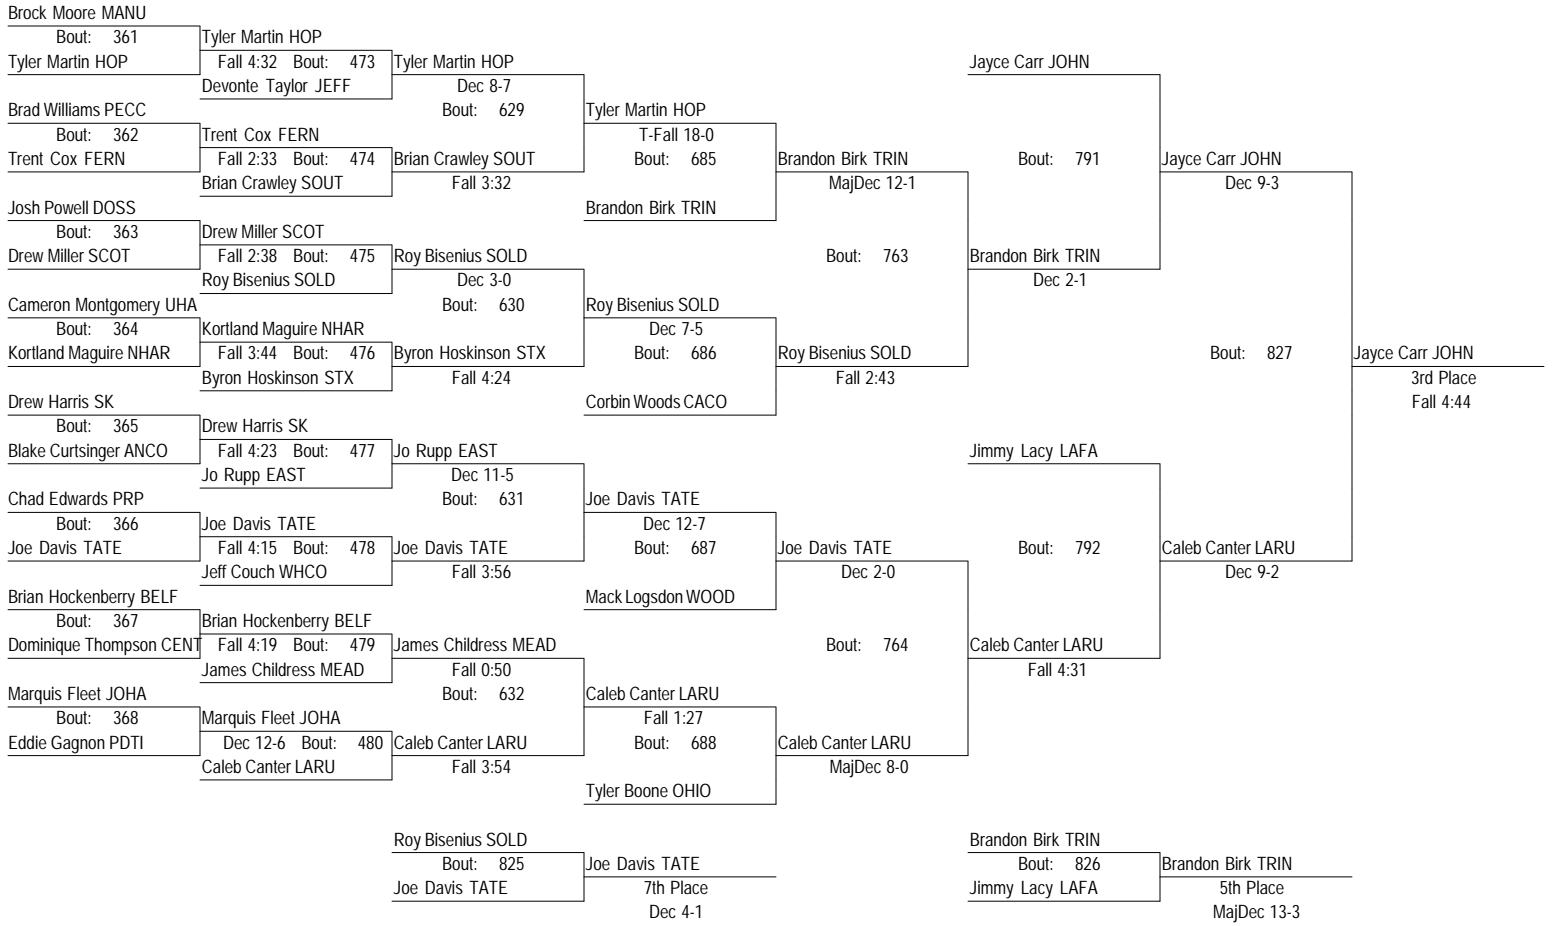 Brock Moore MANU
Bout: 361
Tyler Martin HOP
Brad Williams PECC
Bout: 362
Trent Cox FERN
Josh Powell DOSS
Bout: 363
Drew Miller SCOT
Cameron Montgomery UHA
Bout: 364
Kortland Maguire NHAR
Drew Harris SK
Bout: 365
Blake Curtsinger ANCO
Chad Edwards PRP
Bout: 366
Joe Davis TATE
Brian Hockenberry BELF
Bout: 367
Dominique Thompson CENT
Marquis Fleet JOHA
Bout: 368
Eddie Gagnon PDTI
Tyler Martin HOP
Fall 4:32 Bout: 473
Devonte Taylor JEFF
Trent Cox FERN
Fall 2:33 Bout: 474
Brian Crawley SOUT
Drew Miller SCOT
Fall 2:38 Bout: 475
Roy Bisenius SOLD
Kortland Maguire NHAR
Fall 3:44 Bout: 476
Byron Hoskinson STX
Drew Harris SK
Fall 4:23 Bout: 477
Jo Rupp EAST
Joe Davis TATE
Fall 4:15 Bout: 478
Jeff Couch WHCO
Brian Hockenberry BELF
Fall 4:19 Bout: 479
James Childress MEAD
Marquis Fleet JOHA
Dec 12-6 Bout: 480
Caleb Canter LARU
Tyler Martin HOP
Dec 8-7
Bout: 629
Brian Crawley SOUT
Fall 3:32
Roy Bisenius SOLD
Dec 3-0
Bout: 630
Byron Hoskinson STX
Fall 4:24
Jo Rupp EAST
Dec 11-5
Bout: 631
Joe Davis TATE
Fall 3:56
James Childress MEAD
Fall 0:50
Bout: 632
Caleb Canter LARU
Fall 3:54
Tyler Martin HOP
T-Fall 18-0
Bout: 685
Brandon Birk TRIN
Roy Bisenius SOLD
Dec 7-5
Bout: 686
Corbin Woods CACO
Joe Davis TATE
Dec 12-7
Bout: 687
Mack Logsdon WOOD
Caleb Canter LARU
Fall 1:27
Bout: 688
Tyler Boone OHIO
Brandon Birk TRIN
MajDec 12-1
Bout: 763
Roy Bisenius SOLD
Fall 2:43
Joe Davis TATE
Dec 2-0
Bout: 764
Caleb Canter LARU
MajDec 8-0
Jayce Carr JOHN
Bout: 791
Brandon Birk TRIN
Dec 2-1
Jimmy Lacy LAFA
Bout: 792
Caleb Canter LARU
Fall 4:31
Jayce Carr JOHN
Dec 9-3
Bout: 827
Caleb Canter LARU
Dec 9-2
Jayce Carr JOHN
3rd Place
Fall 4:44
Roy Bisenius SOLD
Bout: 825
Joe Davis TATE
Joe Davis TATE
7th Place
Dec 4-1
Brandon Birk TRIN
Bout: 826
Jimmy Lacy LAFA
Brandon Birk TRIN
5th Place
MajDec 13-3